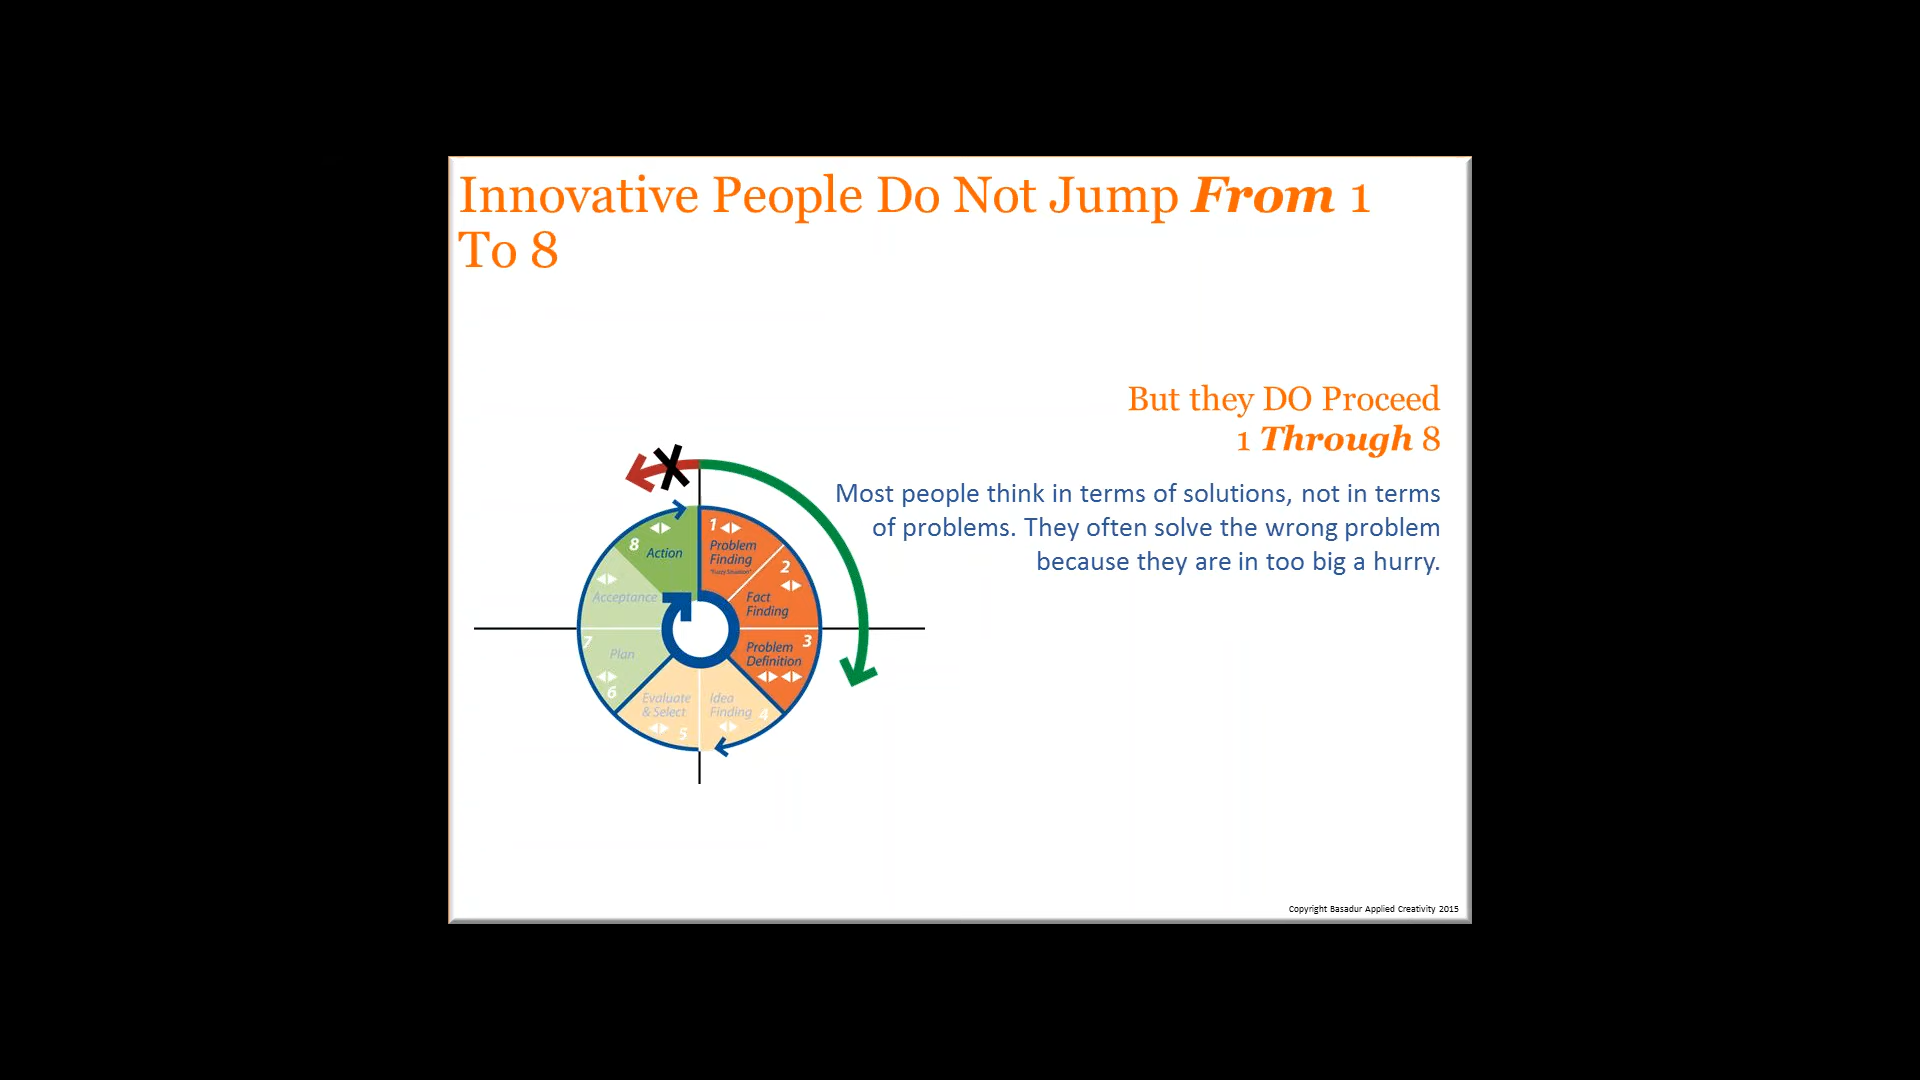 Innovative People Do Not Jump From 1
To 8
But they DO Proceed
1 Through 8
Most people think in terms of solutions, not in terms
of problems. They often solve the wrong problem
because they are in too big a hurry.
1
Problem
Finding
"Fuzzy Situation"
2
Fact
Finding
3
Problem
Definition
4
Idea
Finding
5
Evaluate
& Select
6
Plan
7
Acceptance
8
Action
Copyright Basadur Applied Creativity 2015